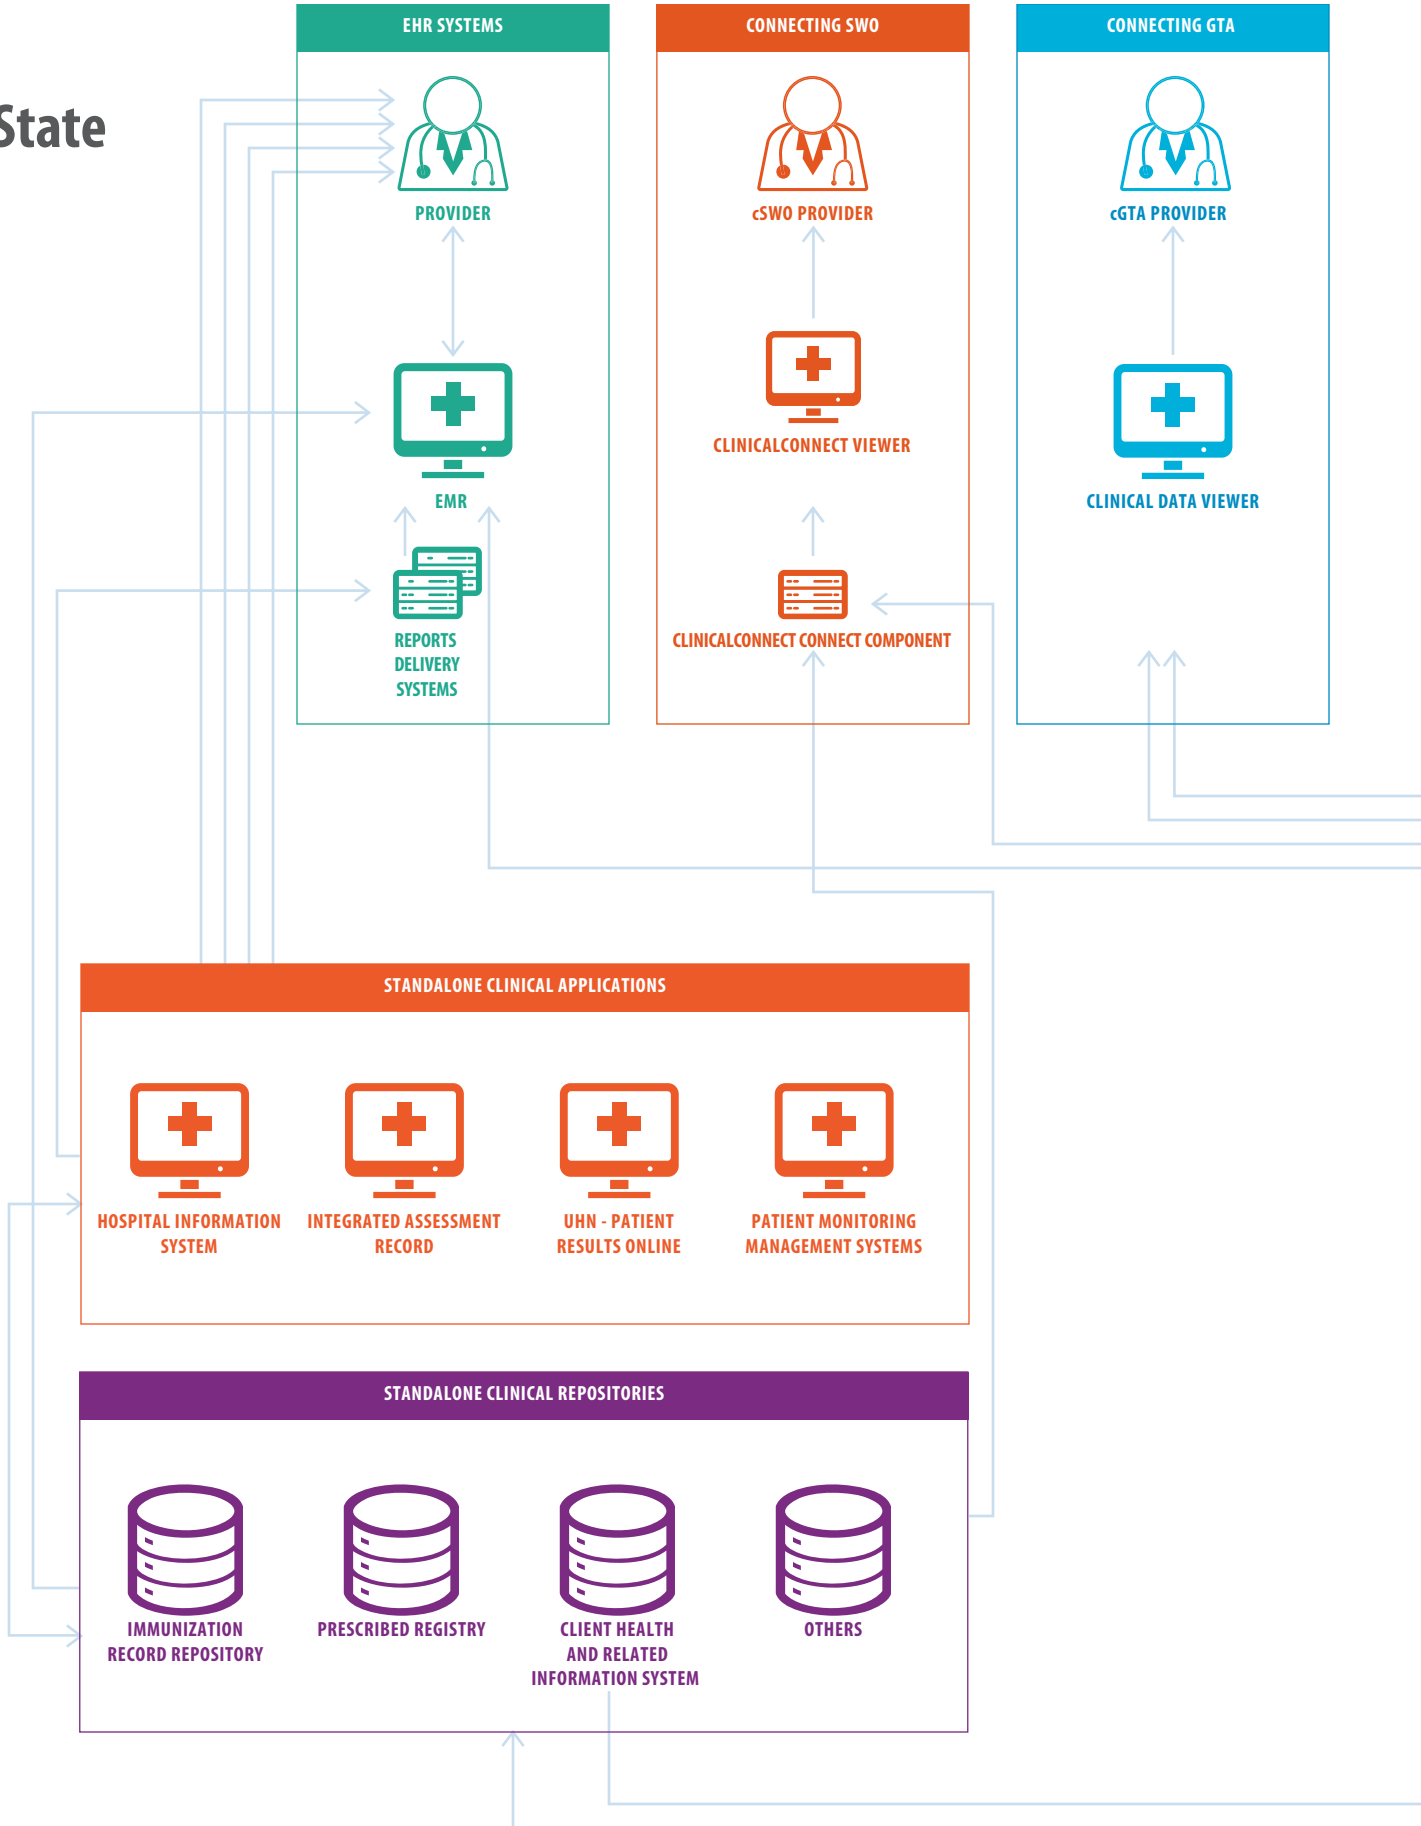 State
EHR SYSTEMS
CONNECTING SWO
CONNECTING GTA
PROVIDER
cSWO PROVIDER
cGTA PROVIDER
CLINICALCONNECT VIEWER
EMR
CLINICAL DATA VIEWER
REPORTS
DELIVERY
SYSTEMS
CLINICALCONNECT CONNECT COMPONENT
STANDALONE CLINICAL APPLICATIONS
HOSPITAL INFORMATION
SYSTEM
INTEGRATED ASSESSMENT
RECORD
UHN - PATIENT
RESULTS ONLINE
PATIENT MONITORING
MANAGEMENT SYSTEMS
STANDALONE CLINICAL REPOSITORIES
IMMUNIZATION
RECORD REPOSITORY
PRESCRIBED REGISTRY
CLIENT HEALTH
AND RELATED
INFORMATION SYSTEM
OTHERS